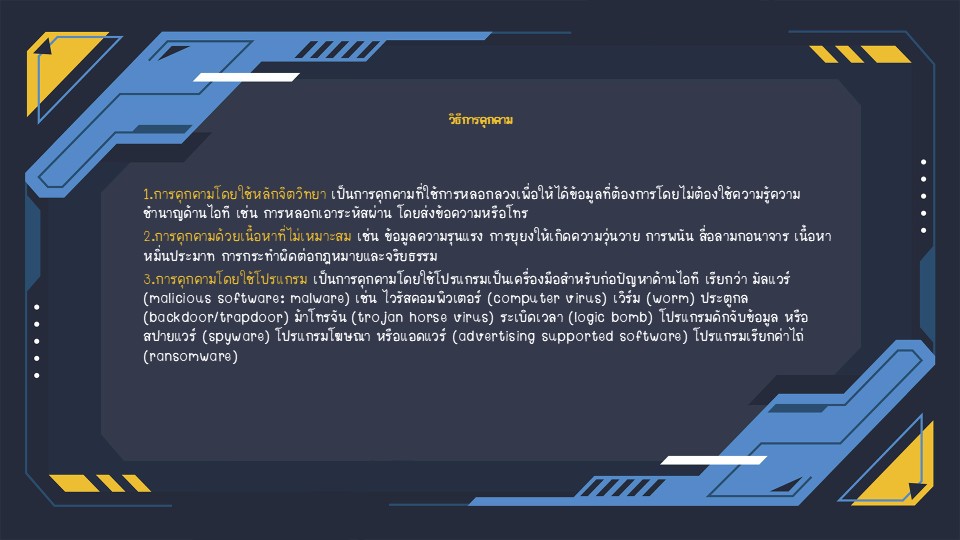 วิธีการคุกคาม
1.การคุกคามโดยใช้หลักจิตวิทยา เป็นการคุกคามที่ใช้การหลอกลวงเพื่อให้ได้ข้อมูลที่ต้องการโดยไม่ต้องใช้ความรู้ความ
ชำนาญด้านไอที เช่น การหลอกเอาระหัสผ่าน โดยส่งข้อความหรือโทร
2.การคุกคามด้วยเนื้อหาที่ไม่เหมาะสม เช่น ข้อมูลความรุนแรง การยุยงให้เกิดความวุ่นวาย การพนัน สื่อลามกอนาจาร เนื้อหา
หมิ่นประมาท การกระทำผิดต่อกฎหมายและจริยธรรม
3.การคุกคามโดยใช้โปรแกรม เป็นการคุกคามโดยใช้โปรแกรมเป็นเครื่องมือสำหรับก่อปัญหาด้านไอที เรียกว่า มัลแวร์
(malicious software: malware) เช่น ไวรัสคอมพิวเตอร์ (computer virus) เวิร์ม (worm) ประตูกล
(backdoor/trapdoor) ม้าโทรจัน (trojan horse virus) ระเบิดเวลา (logic bomb) โปรแกรมดักจับข้อมูล หรือ
สปายแวร์ (spyware) โปรแกรมโฆษณา หรือแอดแวร์ (advertising supported software) โปรแกรมเรียกค่าไถ่
(ransomware)